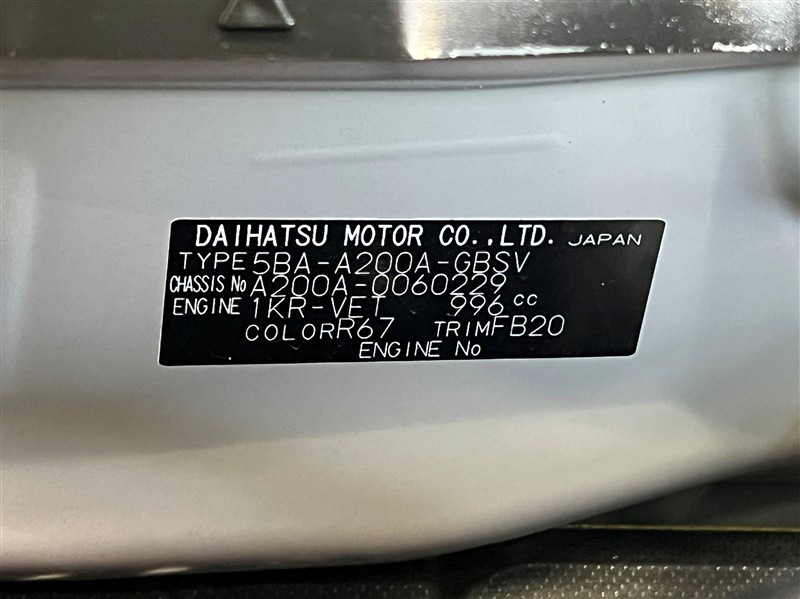 DAIHATSU MOTOR CO.,LTD. JAPAN
TYPE 5BA-A200A-GBSV
CHASSIS No A200A-0060229
ENGINE 1KR-VET 996 cc
COLOR R67 TRIM FB20
ENGINE No